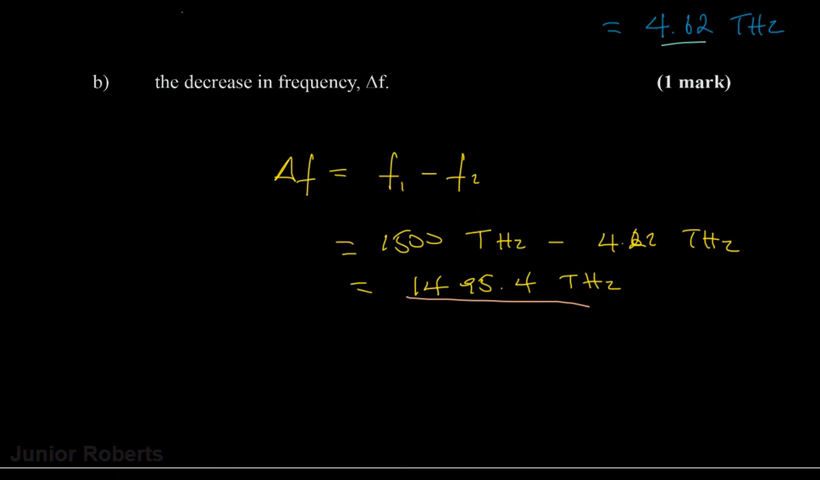 = 4.62 THz
b) the decrease in frequency, Δf. (1 mark)
Δf = f₁ - f₂
= 1500 THz - 4.62 THz
= 1495.4 THz
Junior Roberts